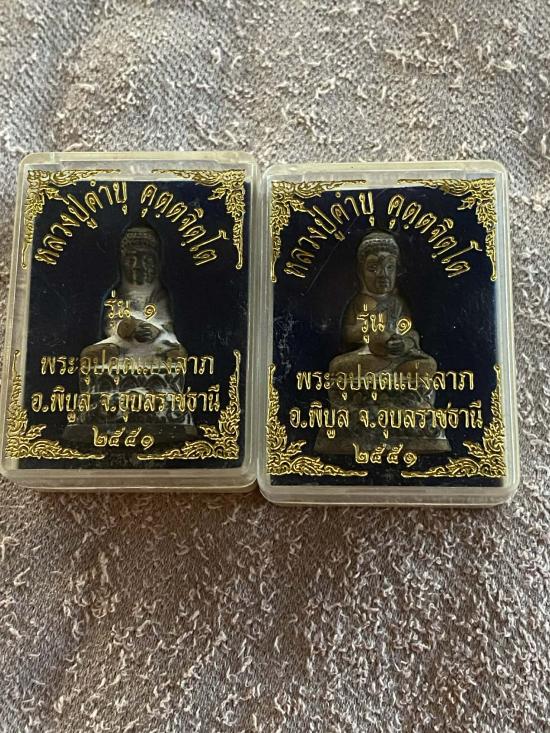 หลวงปู่คำบุ คุตฺตจิตฺโต
รุ่น ๑
พระอุปคุตแบ่งลาภ
อ.พิบูล จ.อุบลราชธานี
๒๕๕๑
หลวงปู่คำบุ คุตฺตจิตฺโต
รุ่น ๑
พระอุปคุตแบ่งลาภ
อ.พิบูล จ.อุบลราชธานี
๒๕๕๑